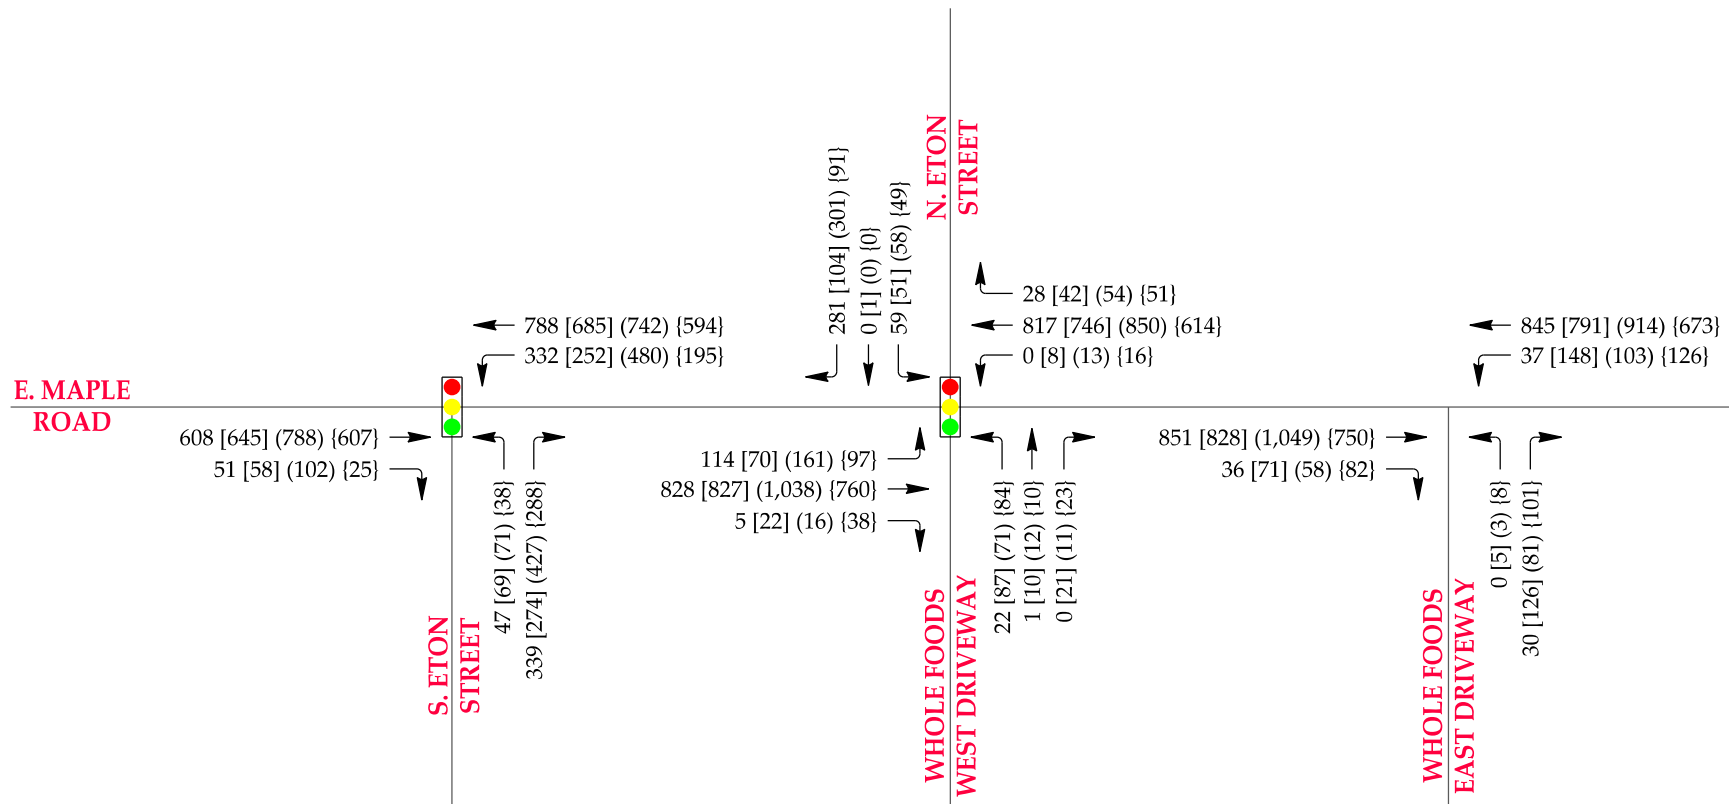 N. ETON
STREET
281 [104] (301) {91}
0 [1] (0) {0}
59 [51] (58) {49}
28 [42] (54) {51}
788 [685] (742) {594}
817 [746] (850) {614}
845 [791] (914) {673}
332 [252] (480) {195}
0 [8] (13) {16}
37 [148] (103) {126}
E. MAPLE
ROAD
608 [645] (788) {607}
51 [58] (102) {25}
47 [69] (71) {38}
339 [274] (427) {288}
S. ETON
STREET
114 [70] (161) {97}
828 [827] (1,038) {760}
5 [22] (16) {38}
22 [87] (71) {84}
1 [10] (12) {10}
0 [21] (11) {23}
WHOLE FOODS
WEST DRIVEWAY
851 [828] (1,049) {750}
36 [71] (58) {82}
0 [5] (3) {8}
30 [126] (81) {101}
WHOLE FOODS
EAST DRIVEWAY